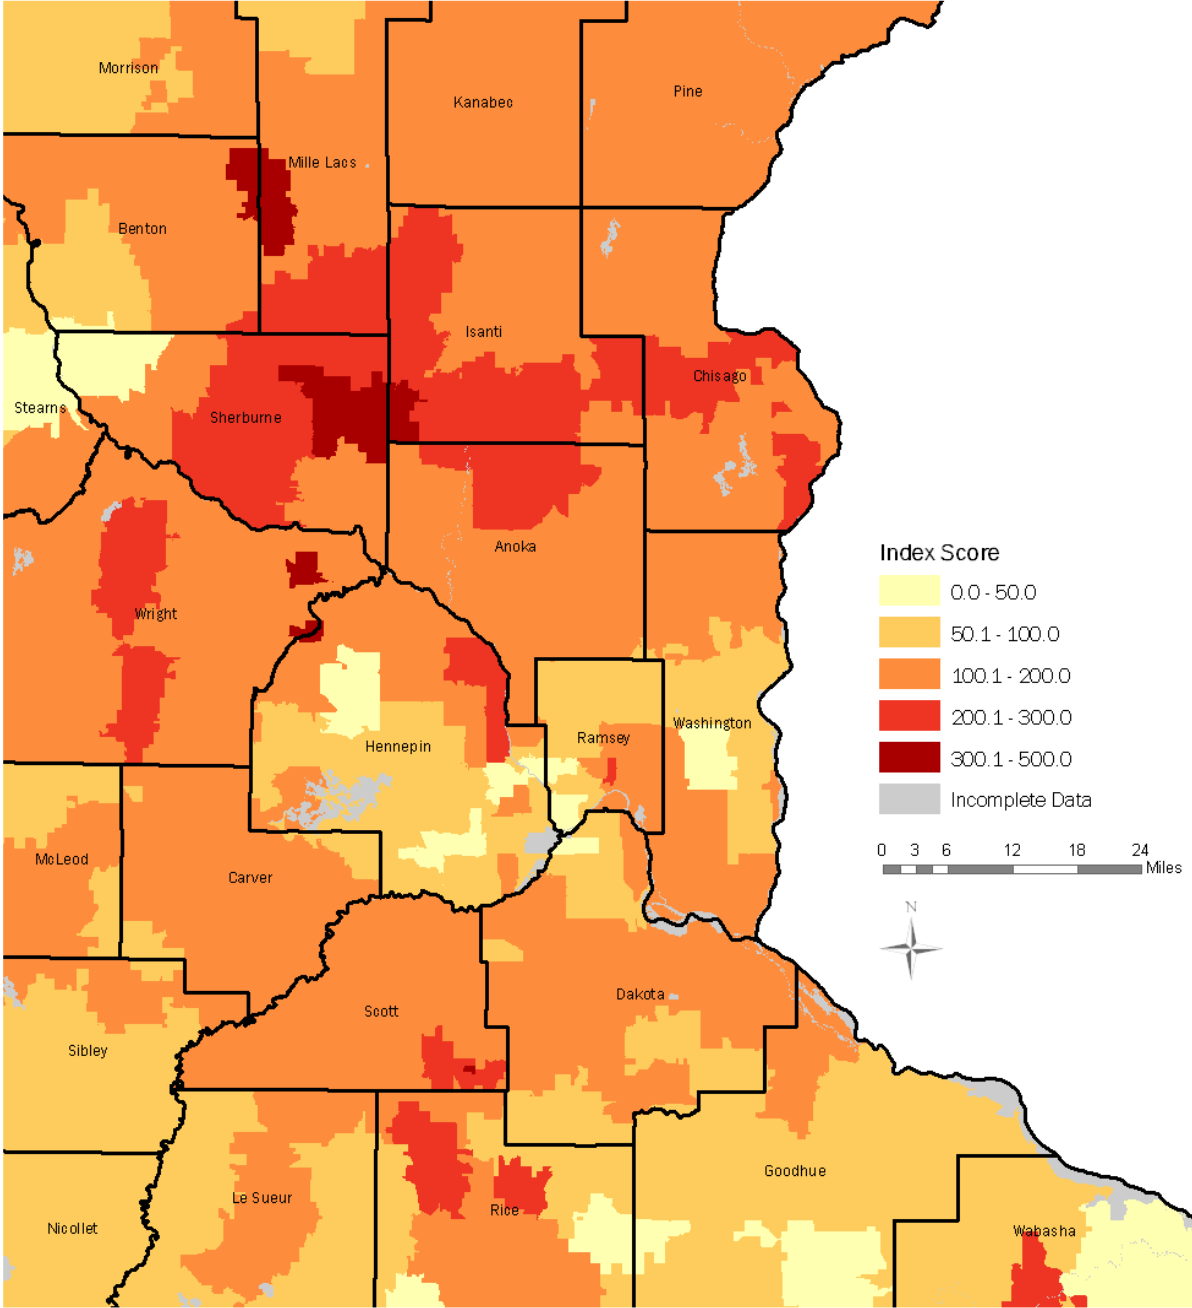 Morrison
Kanabec
Pine
Mille Lacs
Benton
Isanti
Chisago
Stearns
Sherburne
Anoka
Wright
Hennepin
Ramsey
Washington
McLeod
Carver
Scott
Dakota
Sibley
Goodhue
Le Sueur
Rice
Nicollet
Wabasha
Index Score
0.0 - 50.0
50.1 - 100.0
100.1 - 200.0
200.1 - 300.0
300.1 - 500.0
Incomplete Data
0 3 6 12 18 24
Miles
N